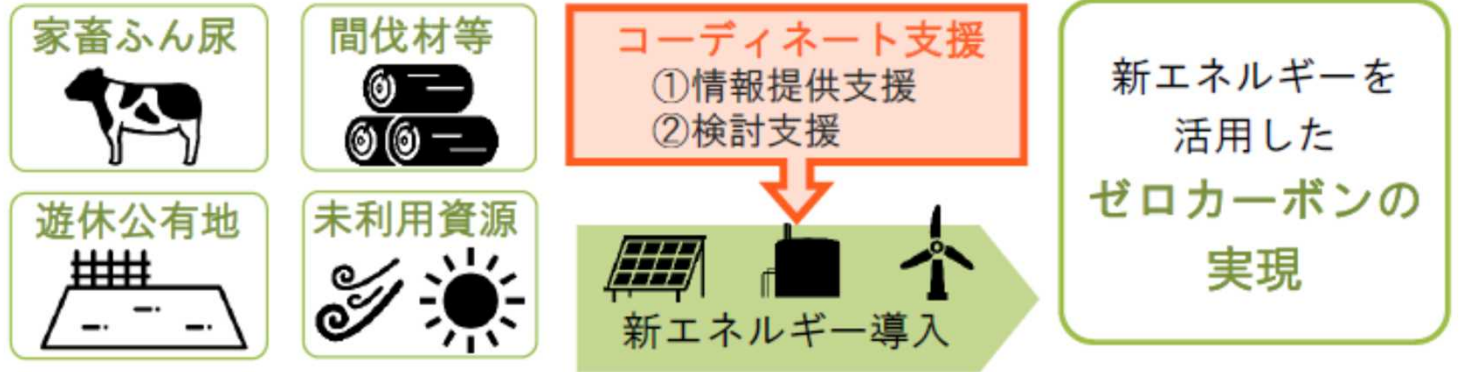 家畜ふん尿
間伐材等
遊休公有地
未利用資源
コーディネート支援
①情報提供支援
②検討支援
新エネルギー導入
新エネルギーを
活用した
ゼロカーボンの
実現